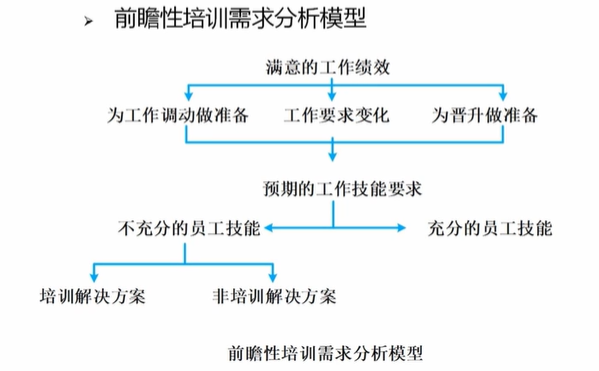 ➢ 前瞻性培训需求分析模型
满意的工作绩效
为工作调动做准备 工作要求变化 为晋升做准备
预期的工作技能要求
不充分的员工技能 充分的员工技能
培训解决方案 非培训解决方案
前瞻性培训需求分析模型